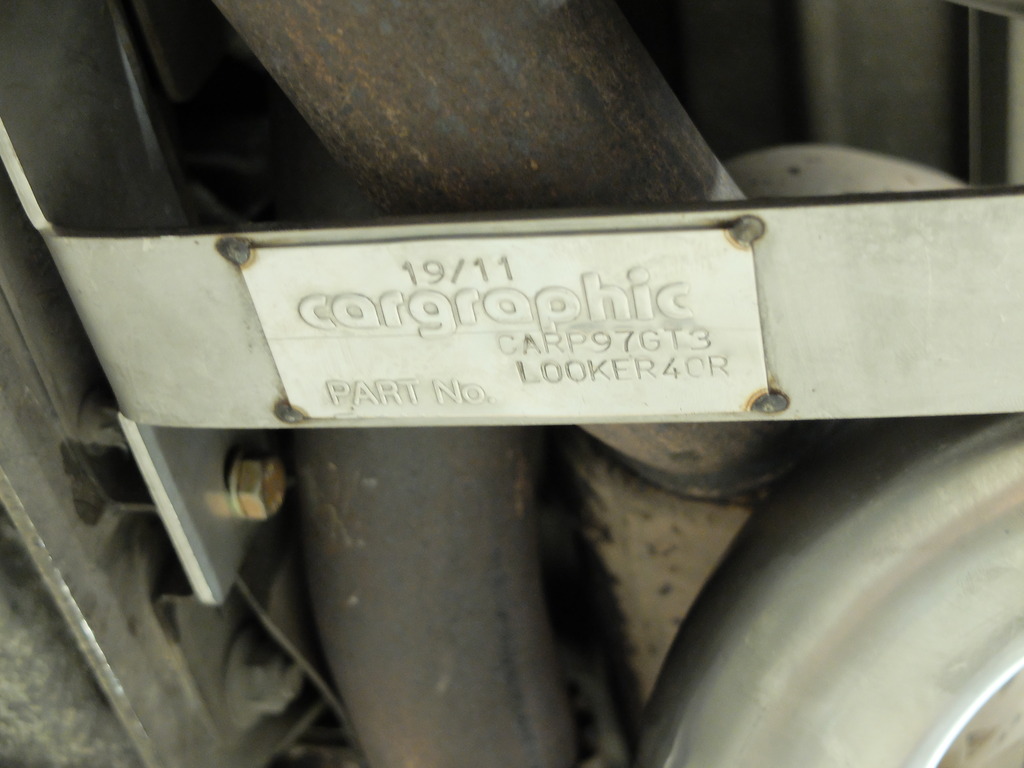 19/11
cargraphic
CARP97GT3
LOOKER40R
PART No.